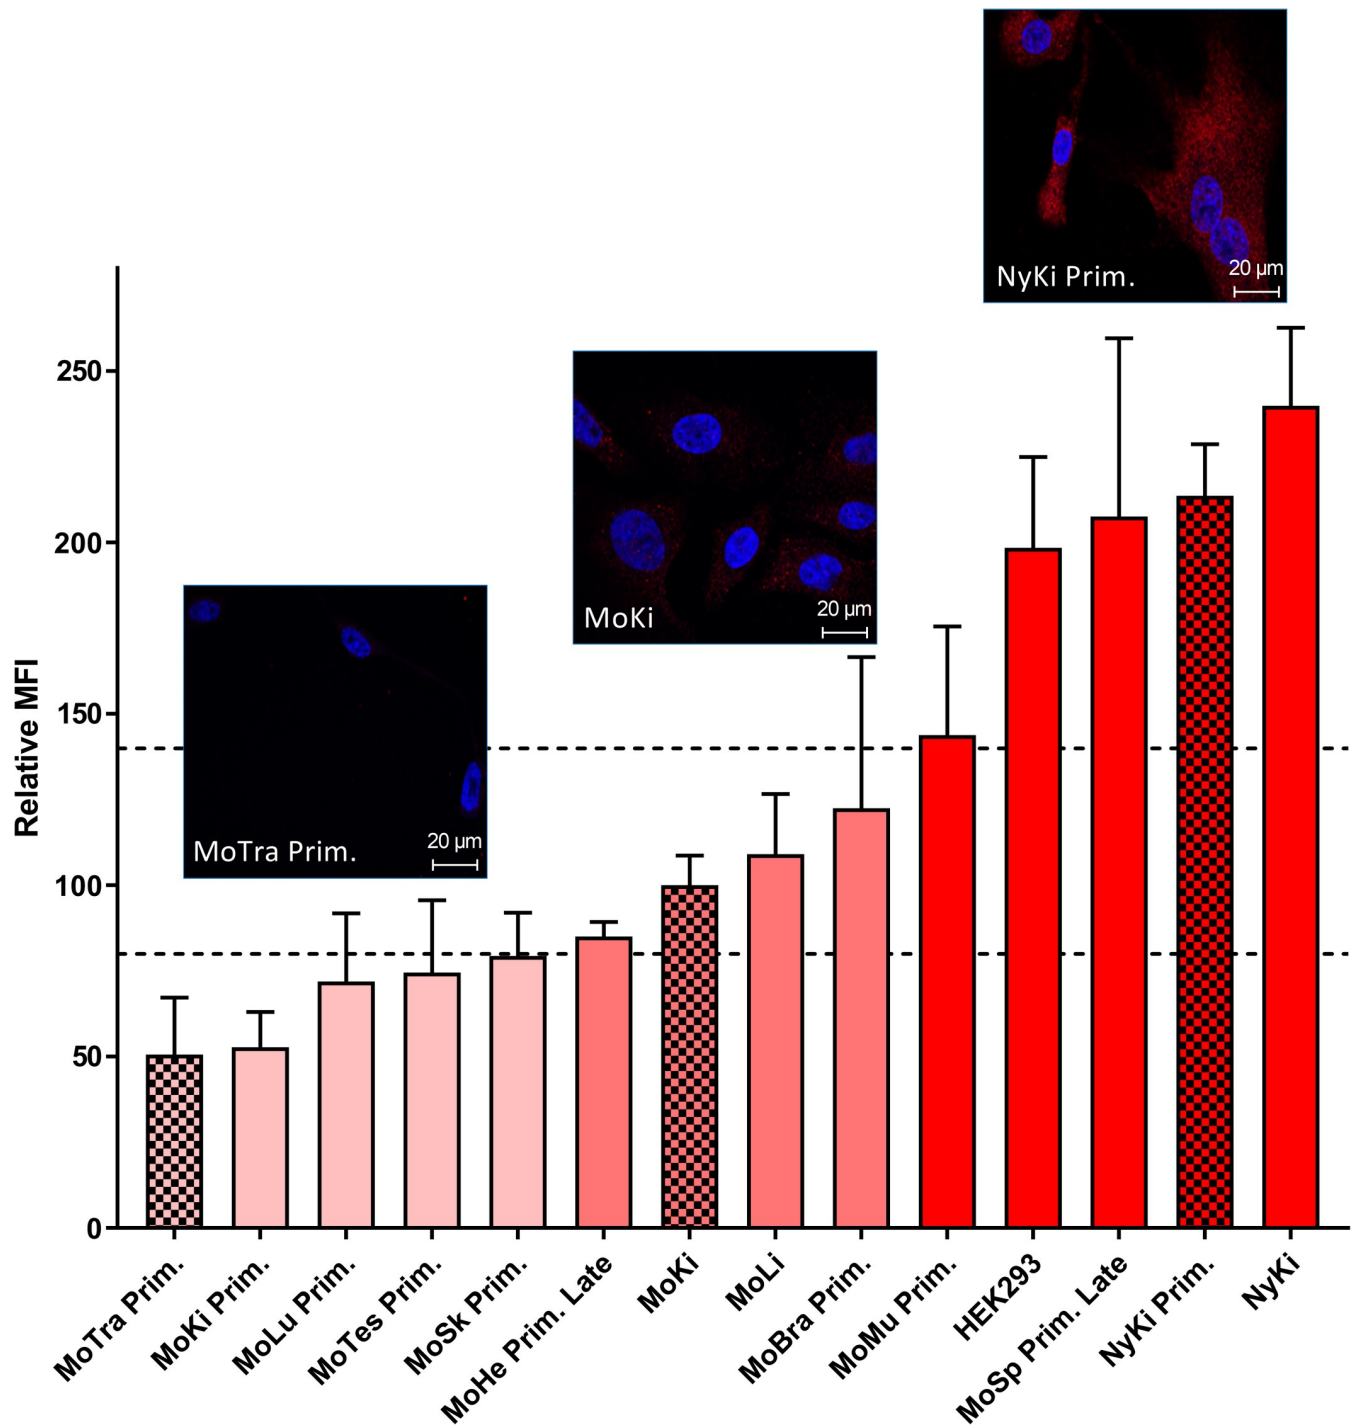 NyKi Prim.
20 µm
250
MoKi
20 µm
200
MoTra Prim.
20 µm
150
Relative MFI
100
50
0
MoTra Prim.
MoKi Prim.
MoLu Prim.
MoTes Prim.
MoSk Prim.
MoHe Prim. Late
MoKi
MoLi
MoBra Prim.
MoMu Prim.
HEK293
MoSp Prim. Late
NyKi Prim.
NyKi